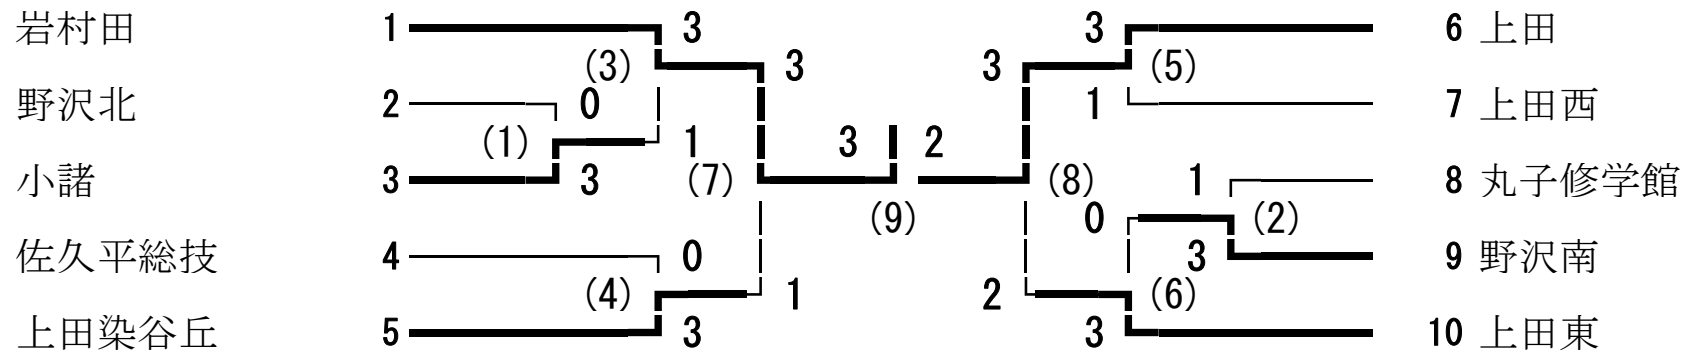 岩村田 1 3 3 6 上田
(3) 3 3 (5)
野沢北 2 0 1 7 上田西
(1) 1 3 2
小諸 3 3 (7) (8) 1 8 丸子修学館
(9) 0 (2)
佐久平総技 4 0 3 9 野沢南
(4) 1 2 (6)
上田染谷丘 5 3 3 10 上田東